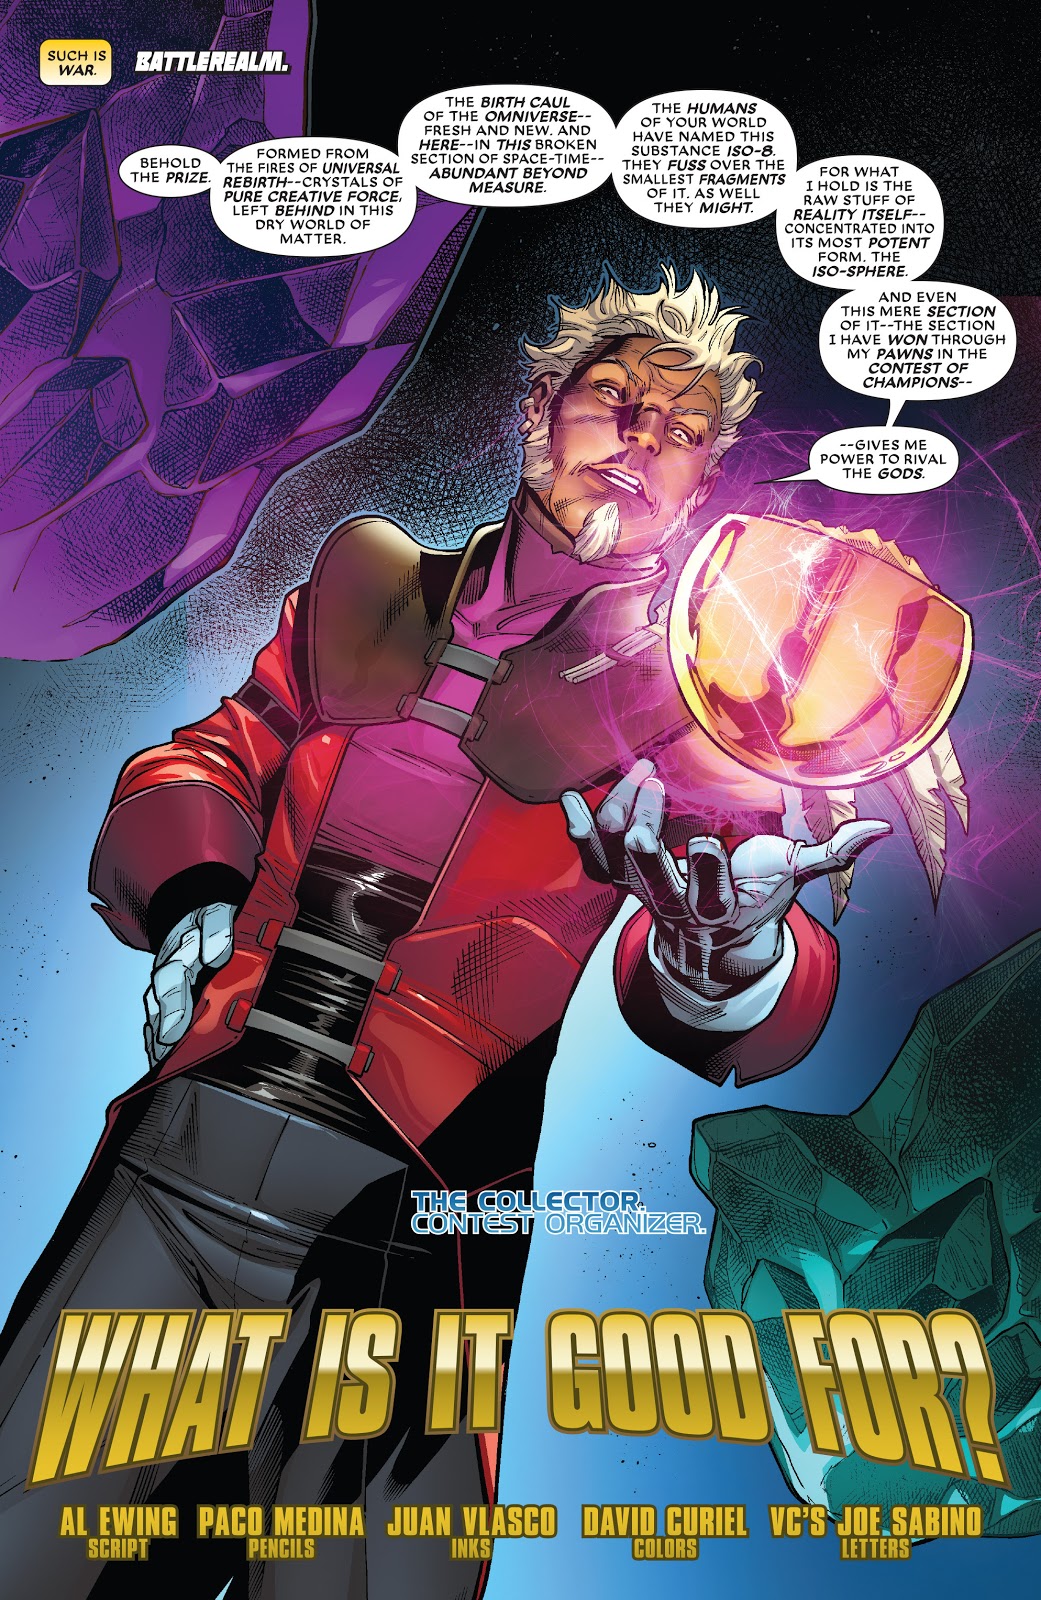 SUCH IS
WAR.
BATTLEREALM.
BEHOLD
THE PRIZE.
FORMED FROM
THE FIRES OF UNIVERSAL
REBIRTH--CRYSTALS OF
PURE CREATIVE FORCE,
LEFT BEHIND IN THIS
DRY WORLD OF
MATTER.
THE BIRTH CAUL
OF THE OMNIVERSE--
FRESH AND NEW. AND
HERE--IN THIS BROKEN
SECTION OF SPACE-TIME--
ABUNDANT BEYOND
MEASURE.
THE HUMANS
OF YOUR WORLD
HAVE NAMED THIS
SUBSTANCE ISO-8.
THEY FUSS OVER THE
SMALLEST FRAGMENTS
OF IT. AS WELL
THEY MIGHT.
FOR WHAT
I HOLD IS THE
RAW STUFF OF
REALITY ITSELF--
CONCENTRATED INTO
ITS MOST POTENT
FORM. THE
ISO-SPHERE.
AND EVEN
THIS MERE SECTION
OF IT--THE SECTION
I HAVE WON THROUGH
MY PAWNS IN THE
CONTEST OF
CHAMPIONS--
--GIVES ME
POWER TO RIVAL
THE GODS.
THE COLLECTOR.
CONTEST ORGANIZER.
WHAT IS IT GOOD FOR?
AL EWING PACO MEDINA JUAN VLASCO DAVID CURIEL VC'S JOE SABINO
SCRIPT PENCILS INKS COLORS LETTERS